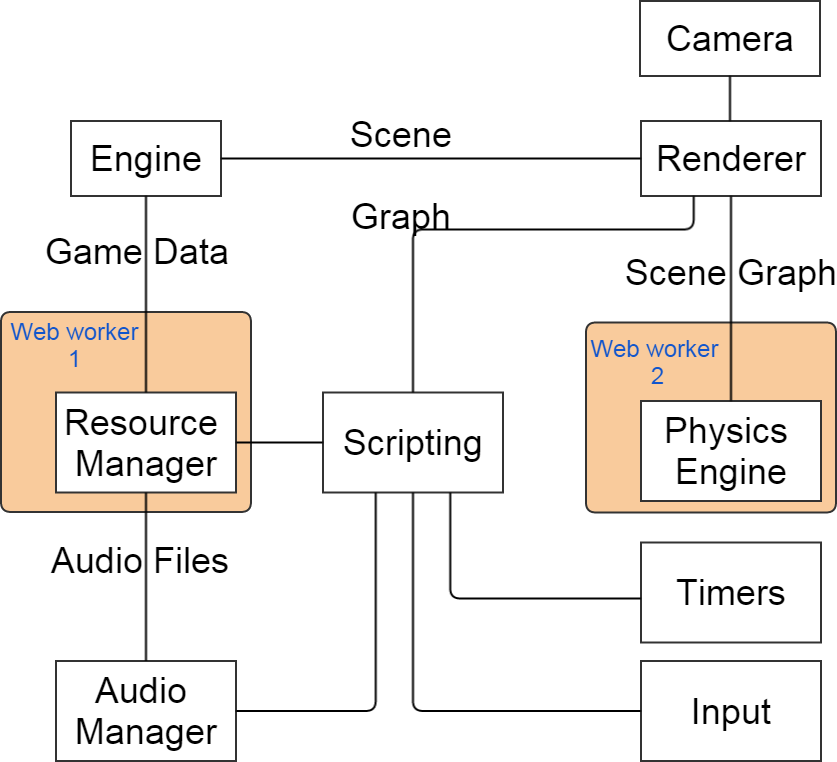 Camera
Scene
Engine
Renderer
Graph
Game Data
Scene Graph
Web worker
1
Web worker
2
Resource
Manager
Scripting
Physics
Engine
Audio Files
Timers
Audio
Manager
Input